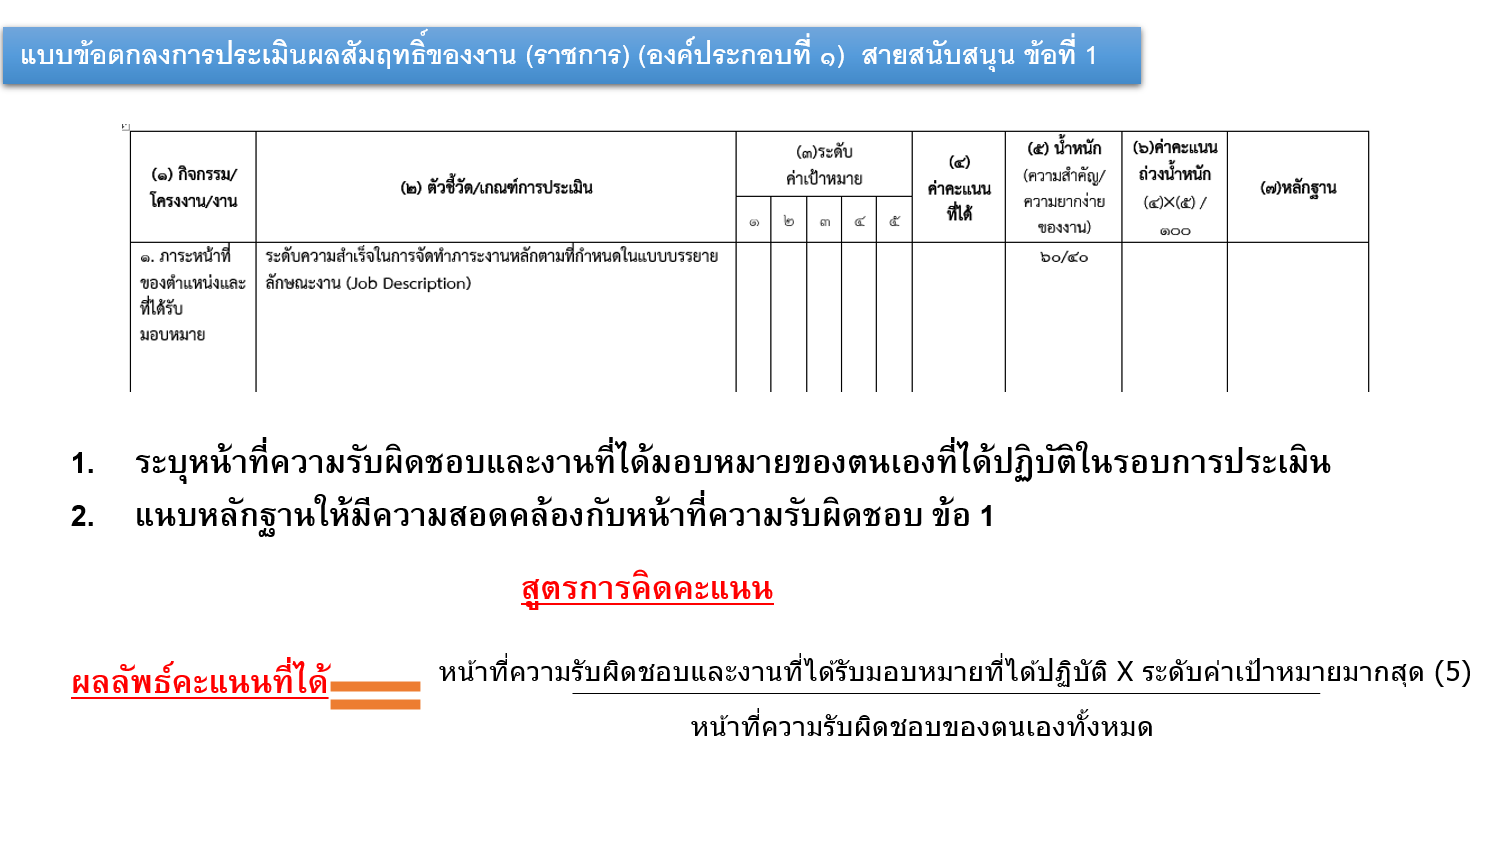 แบบข้อตกลงการประเมินผลสัมฤทธิ์ของงาน (ราชการ) (องค์ประกอบที่ ๑)  สายสนับสนุน ข้อที่ 1
(๑) กิจกรรม/
โครงงาน/งาน
(๒) ตัวชี้วัด/เกณฑ์การประเมิน
(๓)ระดับ
ค่าเป้าหมาย
๑ ๒ ๓ ๔ ๕
(๔)
ค่าคะแนน
ที่ได้
(๕) น้ำหนัก
(ความสำคัญ/
ความยากง่าย
ของงาน)
(๖)ค่าคะแนน
ถ่วงน้ำหนัก
(๔)X(๕) /
๑๐๐
(๗)หลักฐาน
๑. ภาระหน้าที่
ของตำแหน่งและ
ที่ได้รับ
มอบหมาย
ระดับความสำเร็จในการจัดทำภาระงานหลักตามที่กำหนดในแบบบรรยาย
ลักษณะงาน (Job Description)
๖๐/๔๐
1. ระบุหน้าที่ความรับผิดชอบและงานที่ได้มอบหมายของตนเองที่ได้ปฏิบัติในรอบการประเมิน
2. แนบหลักฐานให้มีความสอดคล้องกับหน้าที่ความรับผิดชอบ ข้อ 1
สูตรการคิดคะแนน
ผลลัพธ์คะแนนที่ได้
หน้าที่ความรับผิดชอบและงานที่ได้รับมอบหมายที่ได้ปฏิบัติ X ระดับค่าเป้าหมายมากสุด (5)
หน้าที่ความรับผิดชอบของตนเองทั้งหมด